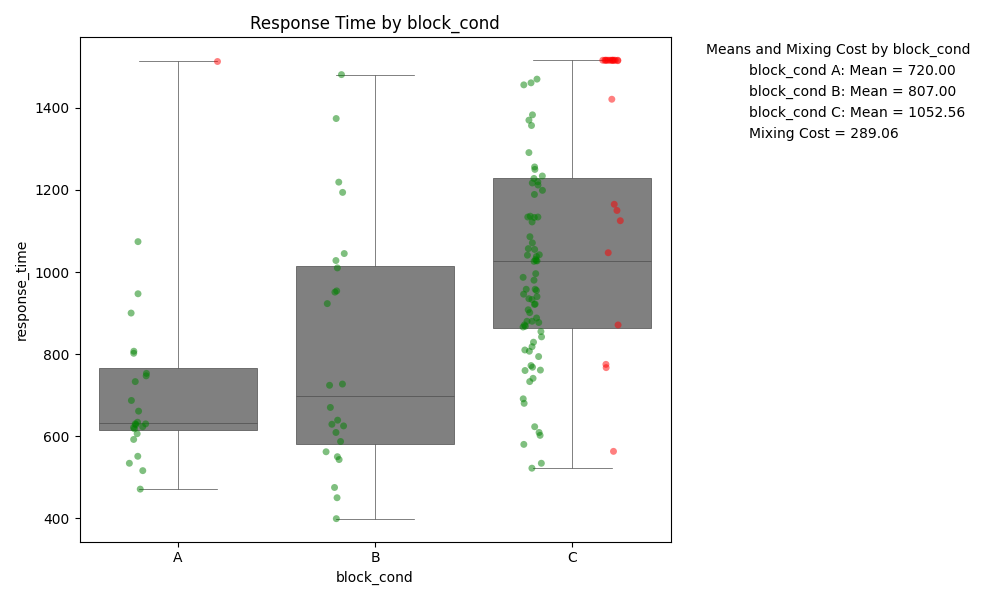 Response Time by block_cond
Means and Mixing Cost by block_cond
block_cond A: Mean = 720.00
block_cond B: Mean = 807.00
block_cond C: Mean = 1052.56
Mixing Cost = 289.06
response_time
1400
1200
1000
800
600
400
A
B
C
block_cond